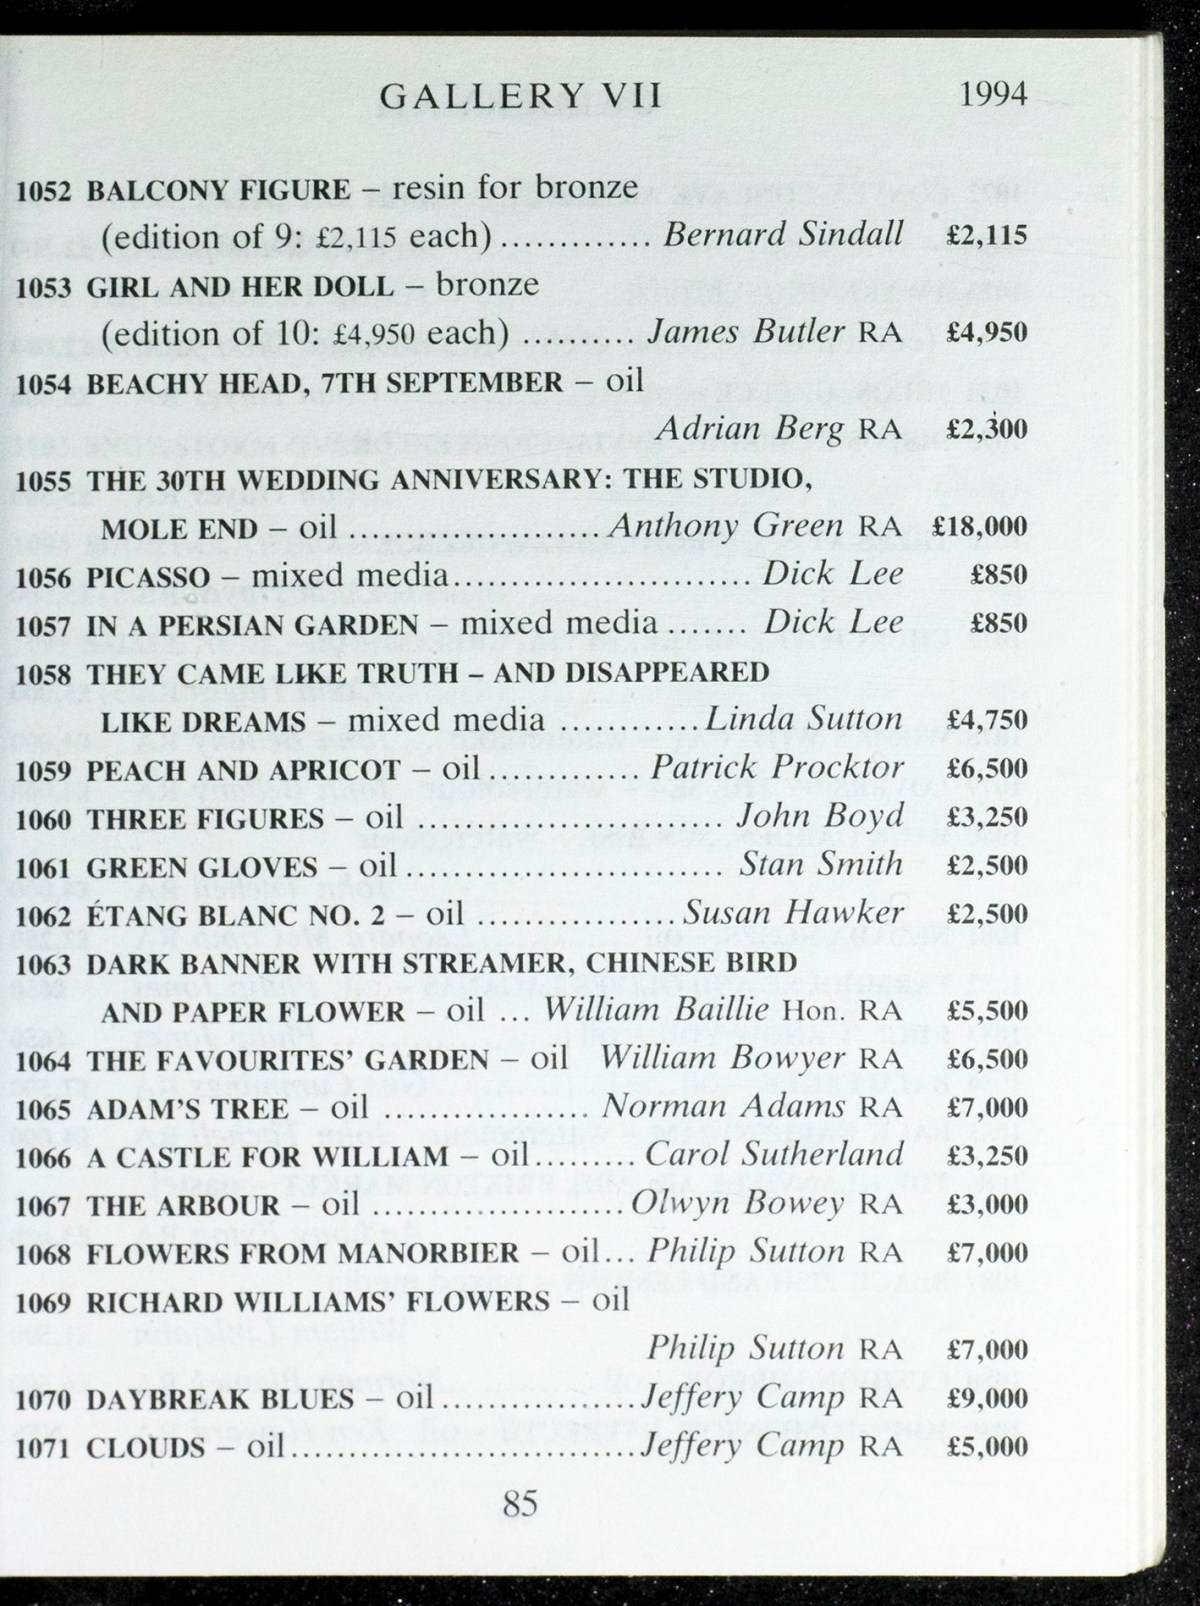 GALLERY VII 1994
1052 BALCONY FIGURE – resin for bronze
(edition of 9: £2,115 each) ............. Bernard Sindall £2,115
1053 GIRL AND HER DOLL – bronze
(edition of 10: £4,950 each) .......... James Butler RA £4,950
1054 BEACHY HEAD, 7TH SEPTEMBER – oil
Adrian Berg RA £2,300
1055 THE 30TH WEDDING ANNIVERSARY: THE STUDIO,
MOLE END – oil ...................... Anthony Green RA £18,000
1056 PICASSO – mixed media.......................... Dick Lee £850
1057 IN A PERSIAN GARDEN – mixed media ....... Dick Lee £850
1058 THEY CAME LIKE TRUTH – AND DISAPPEARED
LIKE DREAMS – mixed media ............ Linda Sutton £4,750
1059 PEACH AND APRICOT – oil............. Patrick Procktor £6,500
1060 THREE FIGURES – oil ........................... John Boyd £3,250
1061 GREEN GLOVES – oil............................ Stan Smith £2,500
1062 ÉTANG BLANC NO. 2 – oil .................. Susan Hawker £2,500
1063 DARK BANNER WITH STREAMER, CHINESE BIRD
AND PAPER FLOWER – oil ... William Baillie Hon. RA £5,500
1064 THE FAVOURITES’ GARDEN – oil William Bowyer RA £6,500
1065 ADAM’S TREE – oil .................. Norman Adams RA £7,000
1066 A CASTLE FOR WILLIAM – oil......... Carol Sutherland £3,250
1067 THE ARBOUR – oil ...................... Olwyn Bowey RA £3,000
1068 FLOWERS FROM MANORBIER – oil... Philip Sutton RA £7,000
1069 RICHARD WILLIAMS’ FLOWERS – oil
Philip Sutton RA £7,000
1070 DAYBREAK BLUES – oil................. Jeffery Camp RA £9,000
1071 CLOUDS – oil.............................. Jeffery Camp RA £5,000
85